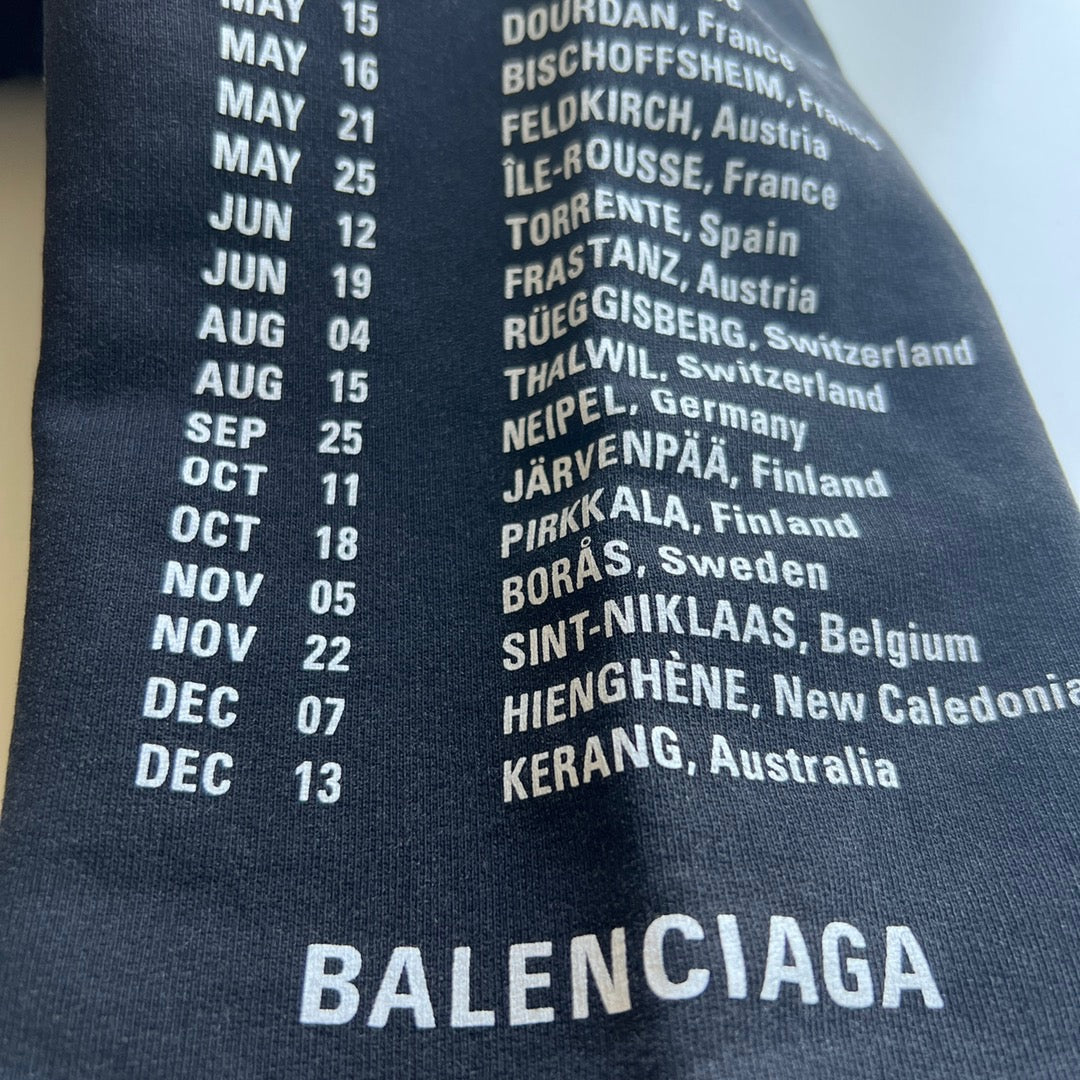 MAY 15 DOURDAN, France
MAY 16 BISCHOFFSHEIM, France
MAY 21 FELDKIRCH, Austria
MAY 25 ÎLE-ROUSSE, France
JUN 12 TORRENTE, Spain
JUN 19 FRASTANZ, Austria
AUG 04 RÜEGGISBERG, Switzerland
AUG 15 THALWIL, Switzerland
SEP 25 NEIPEL, Germany
OCT 11 JÄRVENPÄÄ, Finland
OCT 18 PIRKKALA, Finland
NOV 05 BORÅS, Sweden
NOV 22 SINT-NIKLAAS, Belgium
DEC 07 HIENGHÈNE, New Caledonia
DEC 13 KERANG, Australia
BALENCIAGA